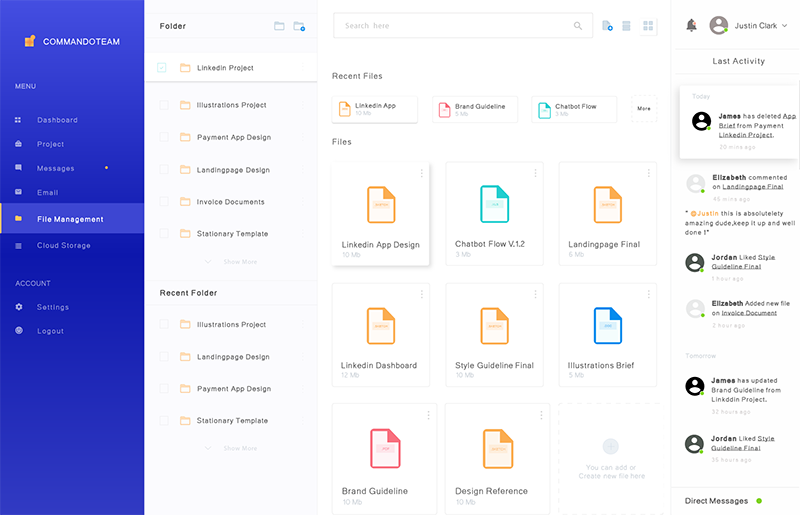 COMMANDOTEAM
MENU
Dashboard
Project
Messages
Email
File Management
Cloud Storage
ACCOUNT
Settings
Logout
Folder
Linkedin Project
Illustrations Project
Payment App Design
Landingpage Design
Invoice Documents
Stationary Template
Show More
Recent Folder
Illustrations Project
Landingpage Design
Payment App Design
Stationary Template
Show More
Search here
Recent Files
Linkedin App
10 Mb
Brand Guideline
5 Mb
Chatbot Flow
3 Mb
More
Files
Linkedin App Design
10 Mb
Chatbot Flow V.1.2
3 Mb
Landingpage Final
8 Mb
Linkedin Dashboard
12 Mb
Style Guideline Final
10 Mb
Illustrations Brief
5 Mb
Brand Guideline
10 Mb
Design Reference
10 Mb
You can add or
Create new file here
Justin Clark
Last Activity
Today
James has deleted App
Brief from Payment
Linkedin Project.
20 mins ago
Elizabeth commented
on Landingpage Final
45 mins ago
" @Justin this is absolutelety
amazing dude,keep it up and well
done 1"
Jordan Liked Style
Guideline Final
1 hour ago
Elizabeth Added new file
on Invoice Document
2 hour ago
Tomorrow
James has updated
Brand Guideline from
Linkddin Project.
32 hours ago
Jordan Liked Style
Guideline Final
35 hours ago
Direct Messages